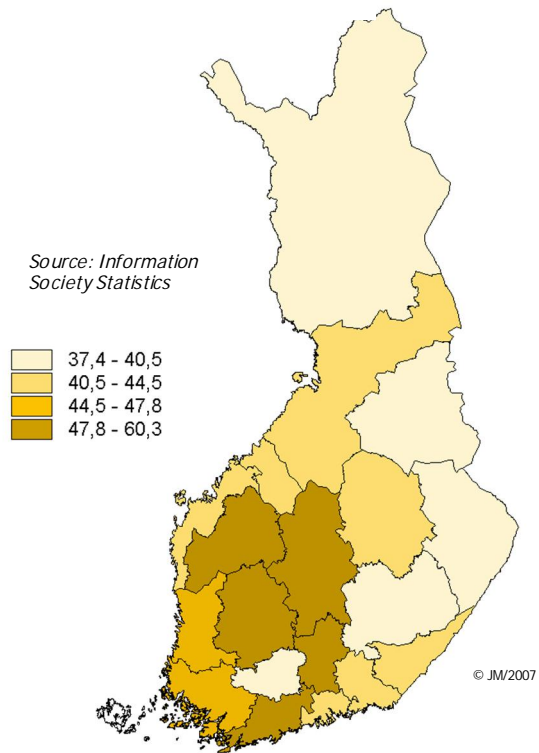 Source: Information
Society Statistics
37,4 - 40,5
40,5 - 44,5
44,5 - 47,8
47,8 - 60,3
© JM/2007